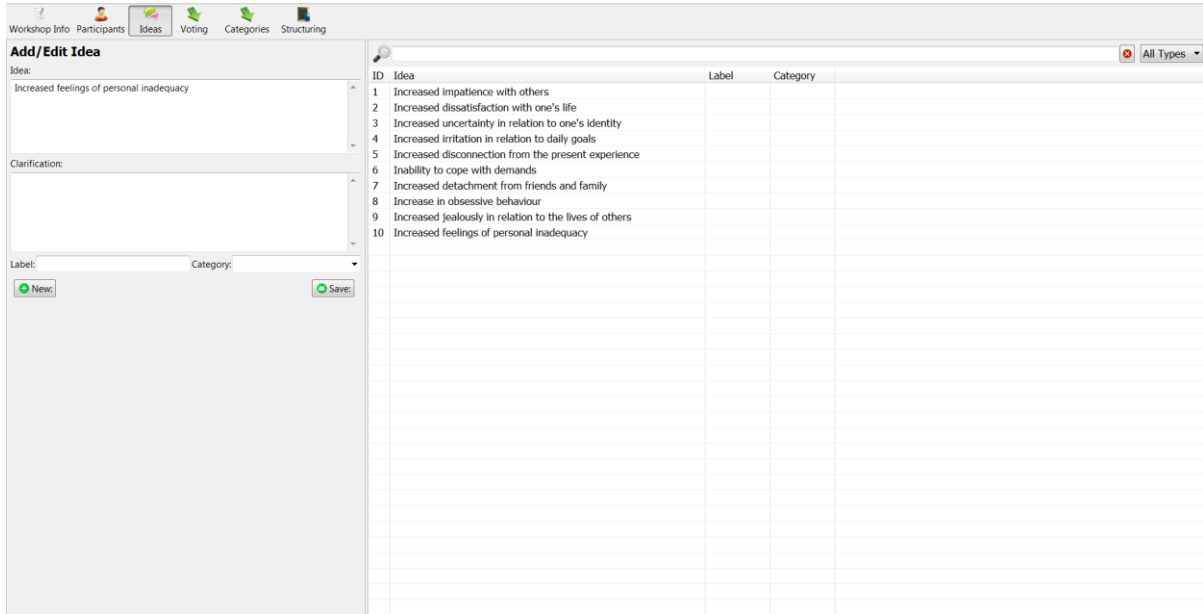 Workshop Info Participants Ideas Voting Categories Structuring
Add/Edit Idea
Idea:
Increased feelings of personal inadequacy
Clarification:
Label: Category:
New: Save:
All Types
ID Idea Label Category
1 Increased impatience with others
2 Increased dissatisfaction with one's life
3 Increased uncertainty in relation to one's identity
4 Increased irritation in relation to daily goals
5 Increased disconnection from the present experience
6 Inability to cope with demands
7 Increased detachment from friends and family
8 Increase in obsessive behaviour
9 Increased jealously in relation to the lives of others
10 Increased feelings of personal inadequacy